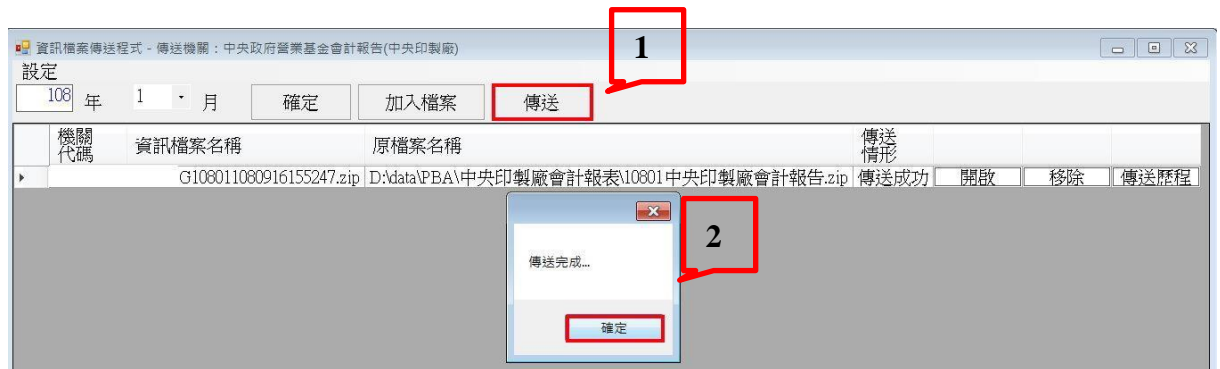 1
資訊檔案傳送程式 - 傳送機關：中央政府營業基金會計報告(中央印製廠)
設定
108 年 1 月 確定 加入檔案 傳送
機關代碼 資訊檔案名稱 原檔案名稱 傳送情形
G108011080916155247.zip D:\data\PBA\中央印製廠會計報表\10801中央印製廠會計報告.zip 傳送成功 開啟 移除 傳送歷程
2
傳送完成...
確定